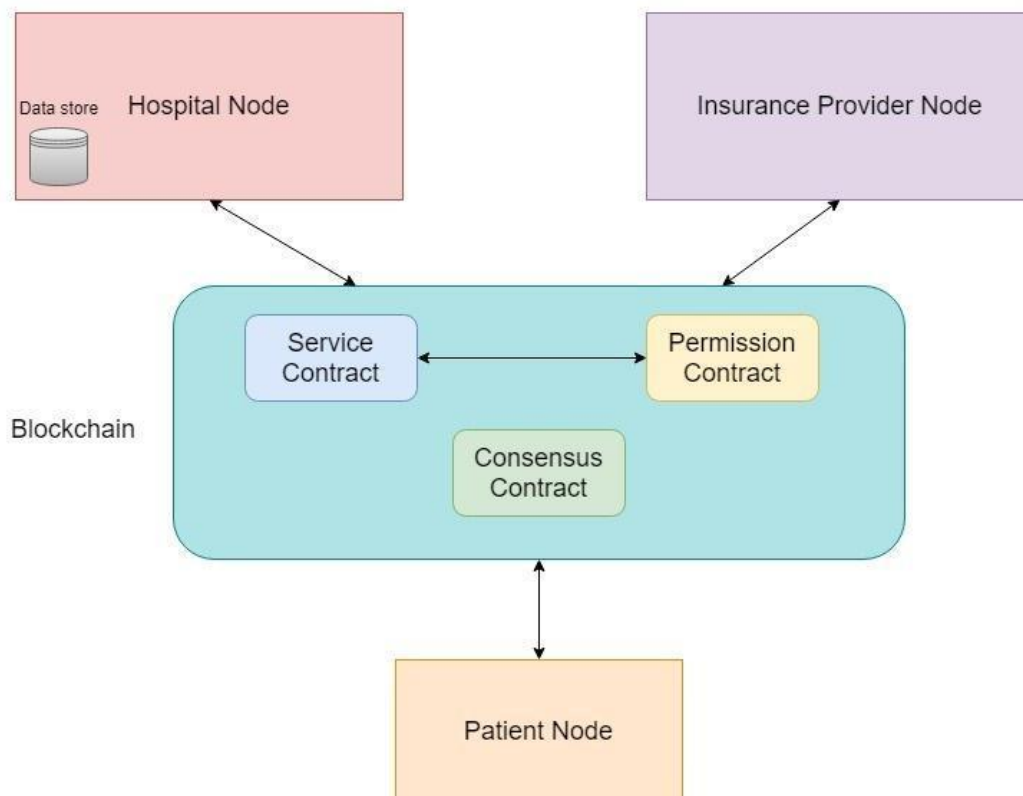 Data store
Hospital Node
Insurance Provider Node
Service
Contract
Permission
Contract
Blockchain
Consensus
Contract
Patient Node